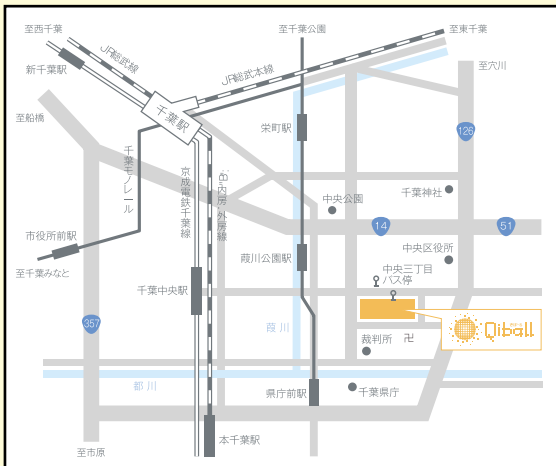 至西千葉
至千葉公園
至東千葉
JR総武線
新千葉駅
JR総武本線
至穴川
千葉駅
至船橋
栄町駅
126
千葉モノレール
京成電鉄千葉線
JR内房・外房線
千葉神社
中央公園
14
51
市役所前駅
中央区役所
葭川公園駅
至千葉みなと
中央三丁目
バス停
千葉中央駅
357
葭川
裁判所
卍
Qiball
都川
県庁前駅
千葉県庁
本千葉駅
至市原